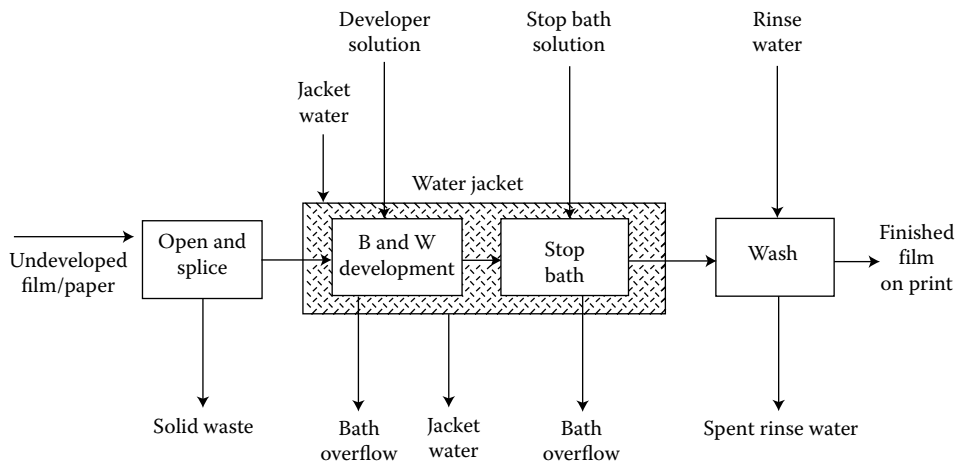 Developer
solution
Stop bath
solution
Rinse
water
Jacket
water
Water jacket
Undeveloped
film/paper
Open and
splice
B and W
development
Stop
bath
Wash
Finished
film
on print
Solid waste
Bath
overflow
Jacket
water
Bath
overflow
Spent rinse water